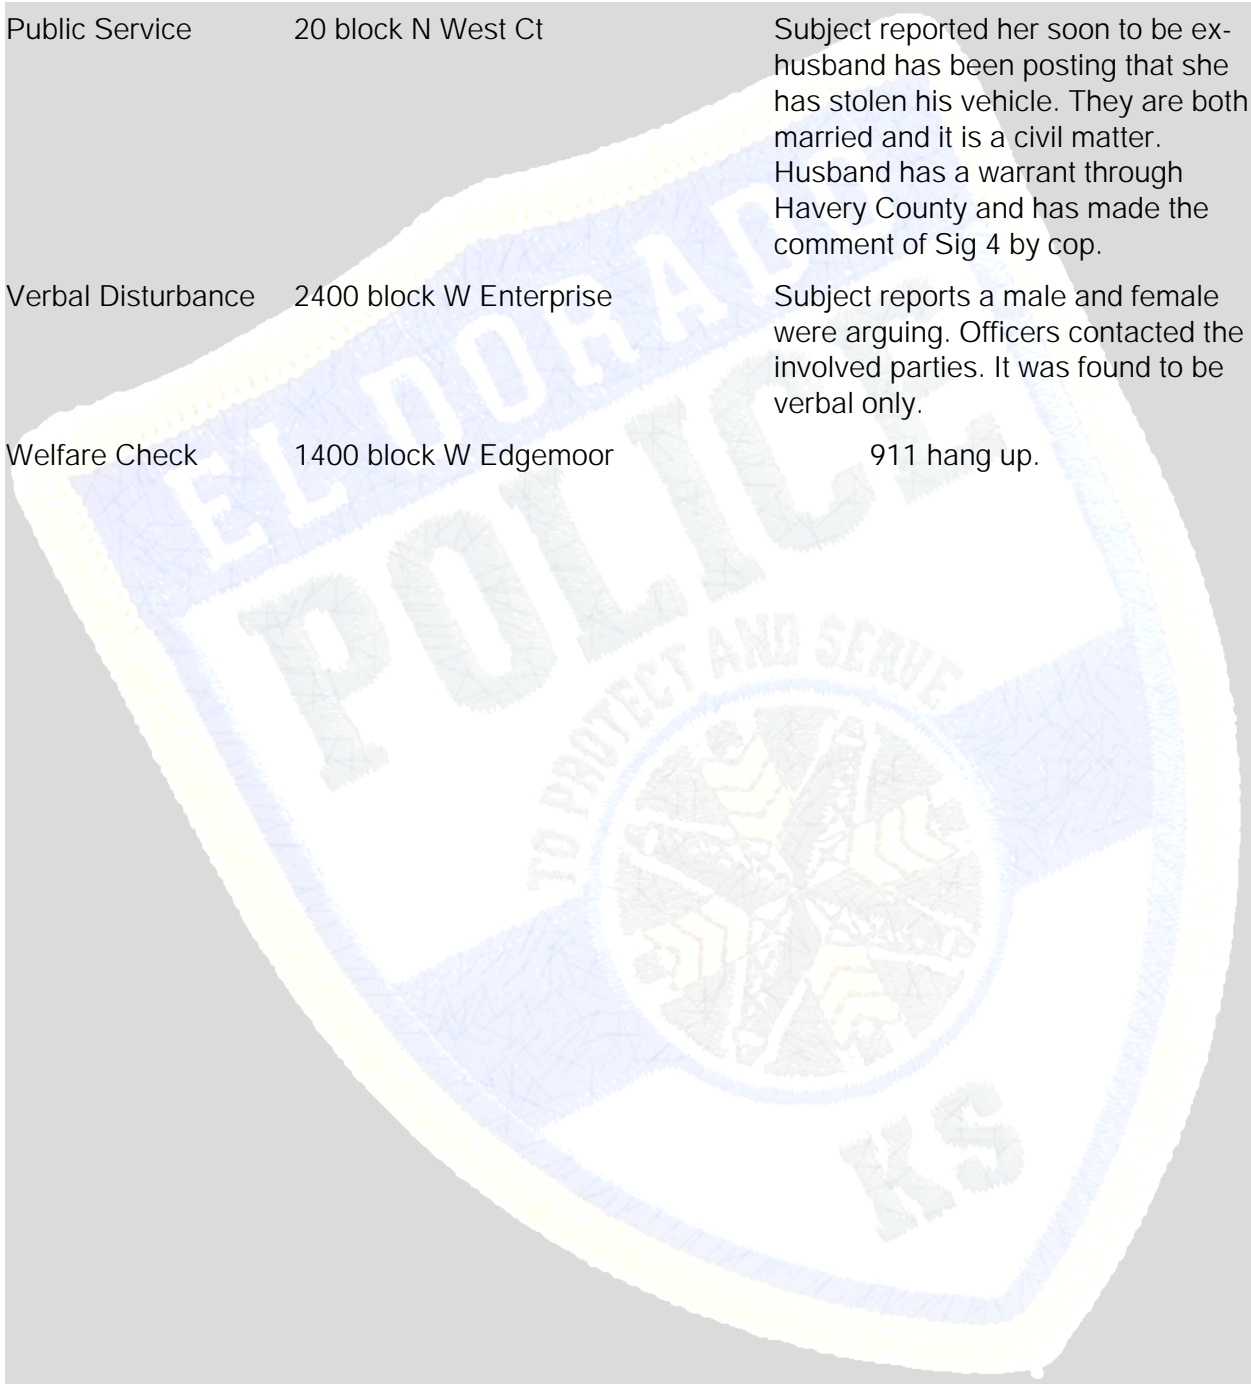 Public Service 20 block N West Ct Subject reported her soon to be ex-
husband has been posting that she
has stolen his vehicle. They are both
married and it is a civil matter.
Husband has a warrant through
Havery County and has made the
comment of Sig 4 by cop.
Verbal Disturbance 2400 block W Enterprise Subject reports a male and female
were arguing. Officers contacted the
involved parties. It was found to be
verbal only.
Welfare Check 1400 block W Edgemoor 911 hang up.
EL DORADO
POLICE
TO PROTECT AND SERVE
KS